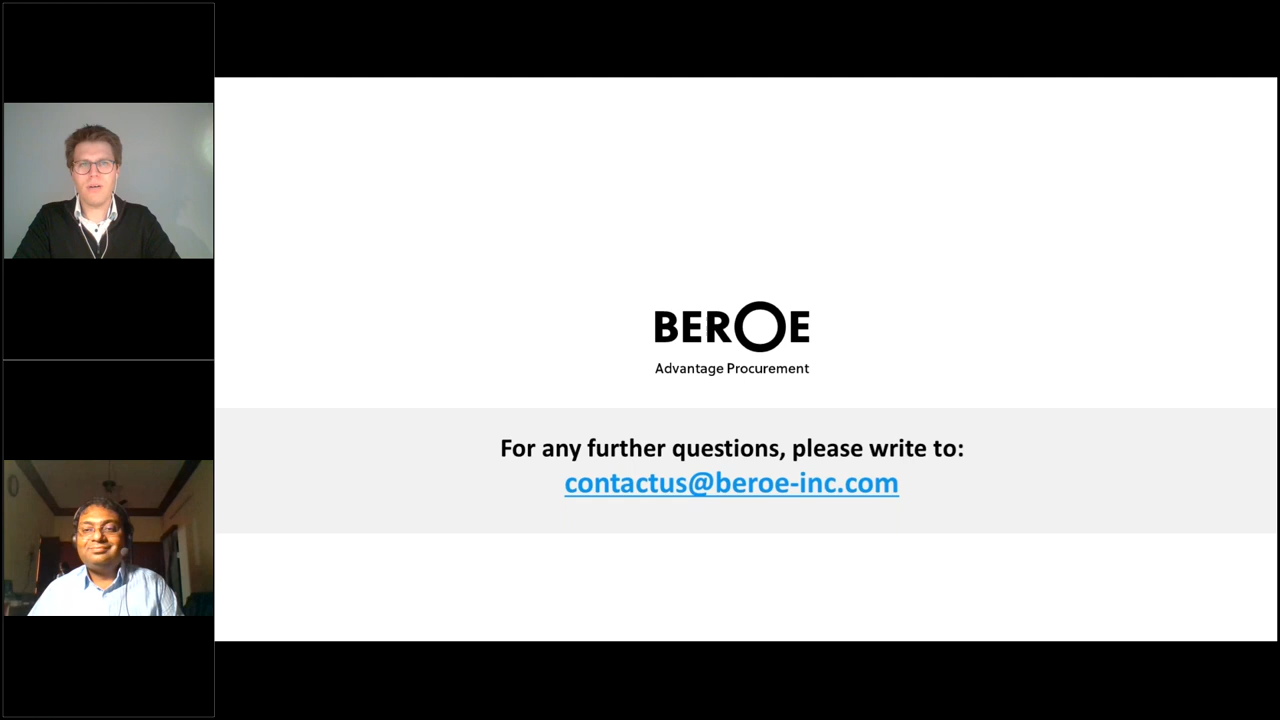 BEROE
Advantage Procurement
For any further questions, please write to:
contactus@beroe-inc.com